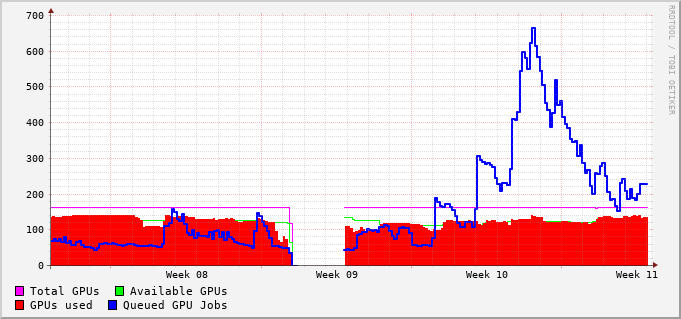 700
600
500
400
300
200
100
0
Week 08 Week 09 Week 10 Week 11
Total GPUs Available GPUs
GPUs used Queued GPU Jobs
RRDTOOL / TOBI OETIKER